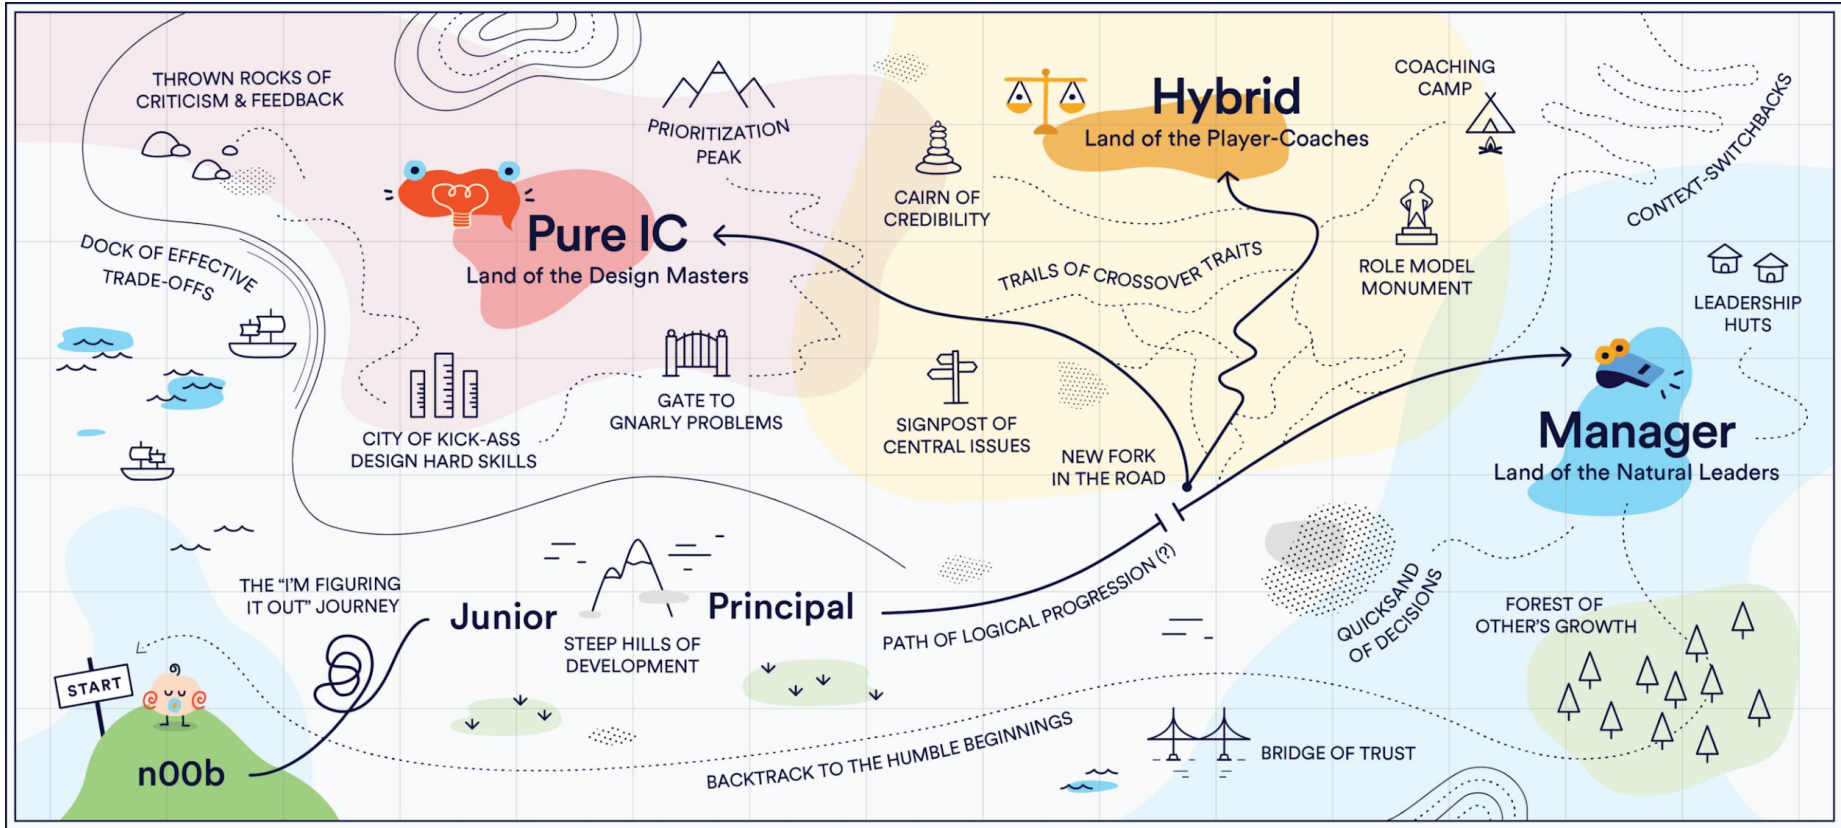 THROWN ROCKS OF
CRITICISM & FEEDBACK
PRIORITIZATION
PEAK
Hybrid
Land of the Player-Coaches
COACHING
CAMP
CONTEXT-SWITCHBACKS
CAIRN OF
CREDIBILITY
Pure IC
Land of the Design Masters
DOCK OF EFFECTIVE
TRADE-OFFS
TRAILS OF CROSSOVER TRAITS
ROLE MODEL
MONUMENT
LEADERSHIP
HUTS
CITY OF KICK-ASS
DESIGN HARD SKILLS
GATE TO
GNARLY PROBLEMS
SIGNPOST OF
CENTRAL ISSUES
NEW FORK
IN THE ROAD
Manager
Land of the Natural Leaders
THE "I'M FIGURING
IT OUT" JOURNEY
Junior
STEEP HILLS OF
DEVELOPMENT
Principal
PATH OF LOGICAL PROGRESSION (?)
QUICKSAND
OF DECISIONS
FOREST OF
OTHER'S GROWTH
START
n00b
BACKTRACK TO THE HUMBLE BEGINNINGS
BRIDGE OF TRUST